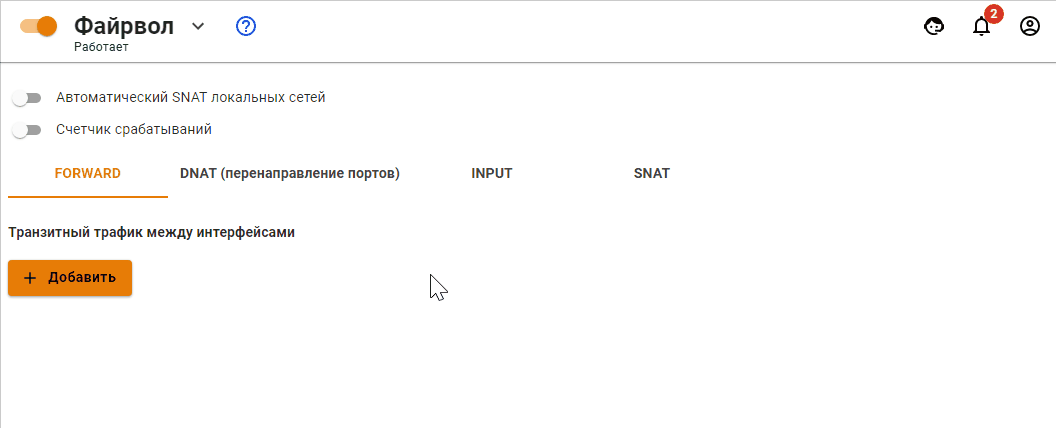 Файрвол
Работает
2
Автоматический SNAT локальных сетей
Счетчик срабатываний
FORWARD DNAT (перенаправление портов) INPUT SNAT
Транзитный трафик между интерфейсами
+ Добавить